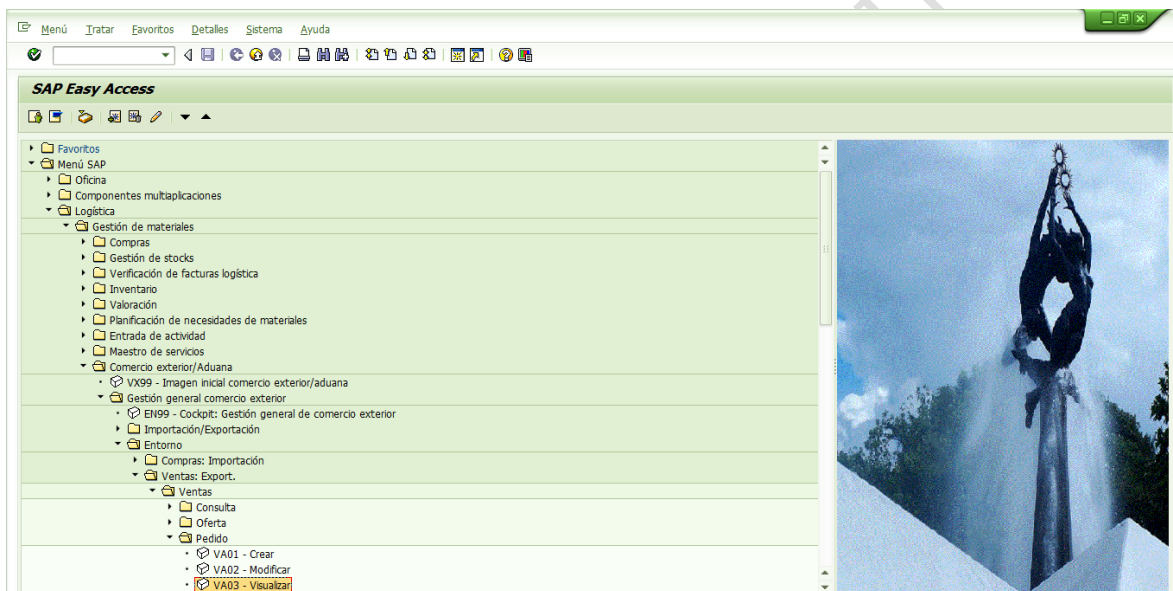 Menú Tratar Favoritos Detalles Sistema Ayuda
SAP Easy Access
Favoritos
Menú SAP
Oficina
Componentes multiaplicaciones
Logística
Gestión de materiales
Compras
Gestión de stocks
Verificación de facturas logística
Inventario
Valoración
Planificación de necesidades de materiales
Entrada de actividad
Maestro de servicios
Comercio exterior/Aduana
VX99 - Imagen inicial comercio exterior/aduana
Gestión general comercio exterior
EN99 - Cockpit: Gestión general de comercio exterior
Importación/Exportación
Entorno
Compras: Importación
Ventas: Export.
Ventas
Consulta
Oferta
Pedido
VA01 - Crear
VA02 - Modificar
VA03 - Visualizar